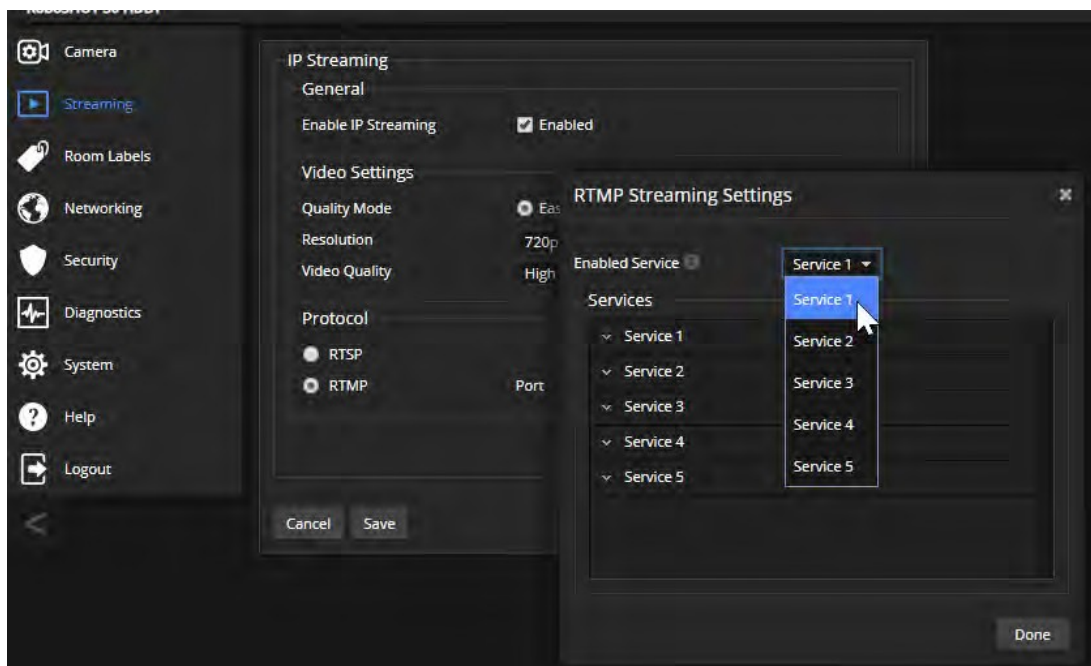 Camera
Streaming
Room Labels
Networking
Security
Diagnostics
System
Help
Logout
IP Streaming
General
Enable IP Streaming
Enabled
Video Settings
Quality Mode
Resolution
720p
Video Quality
High
Protocol
RTSP
RTMP
Port
Cancel
Save
RTMP Streaming Settings
Enabled Service
Service 1
Services
Service 1
Service 2
Service 3
Service 4
Service 5
Service 1
Service 2
Service 3
Service 4
Service 5
Done